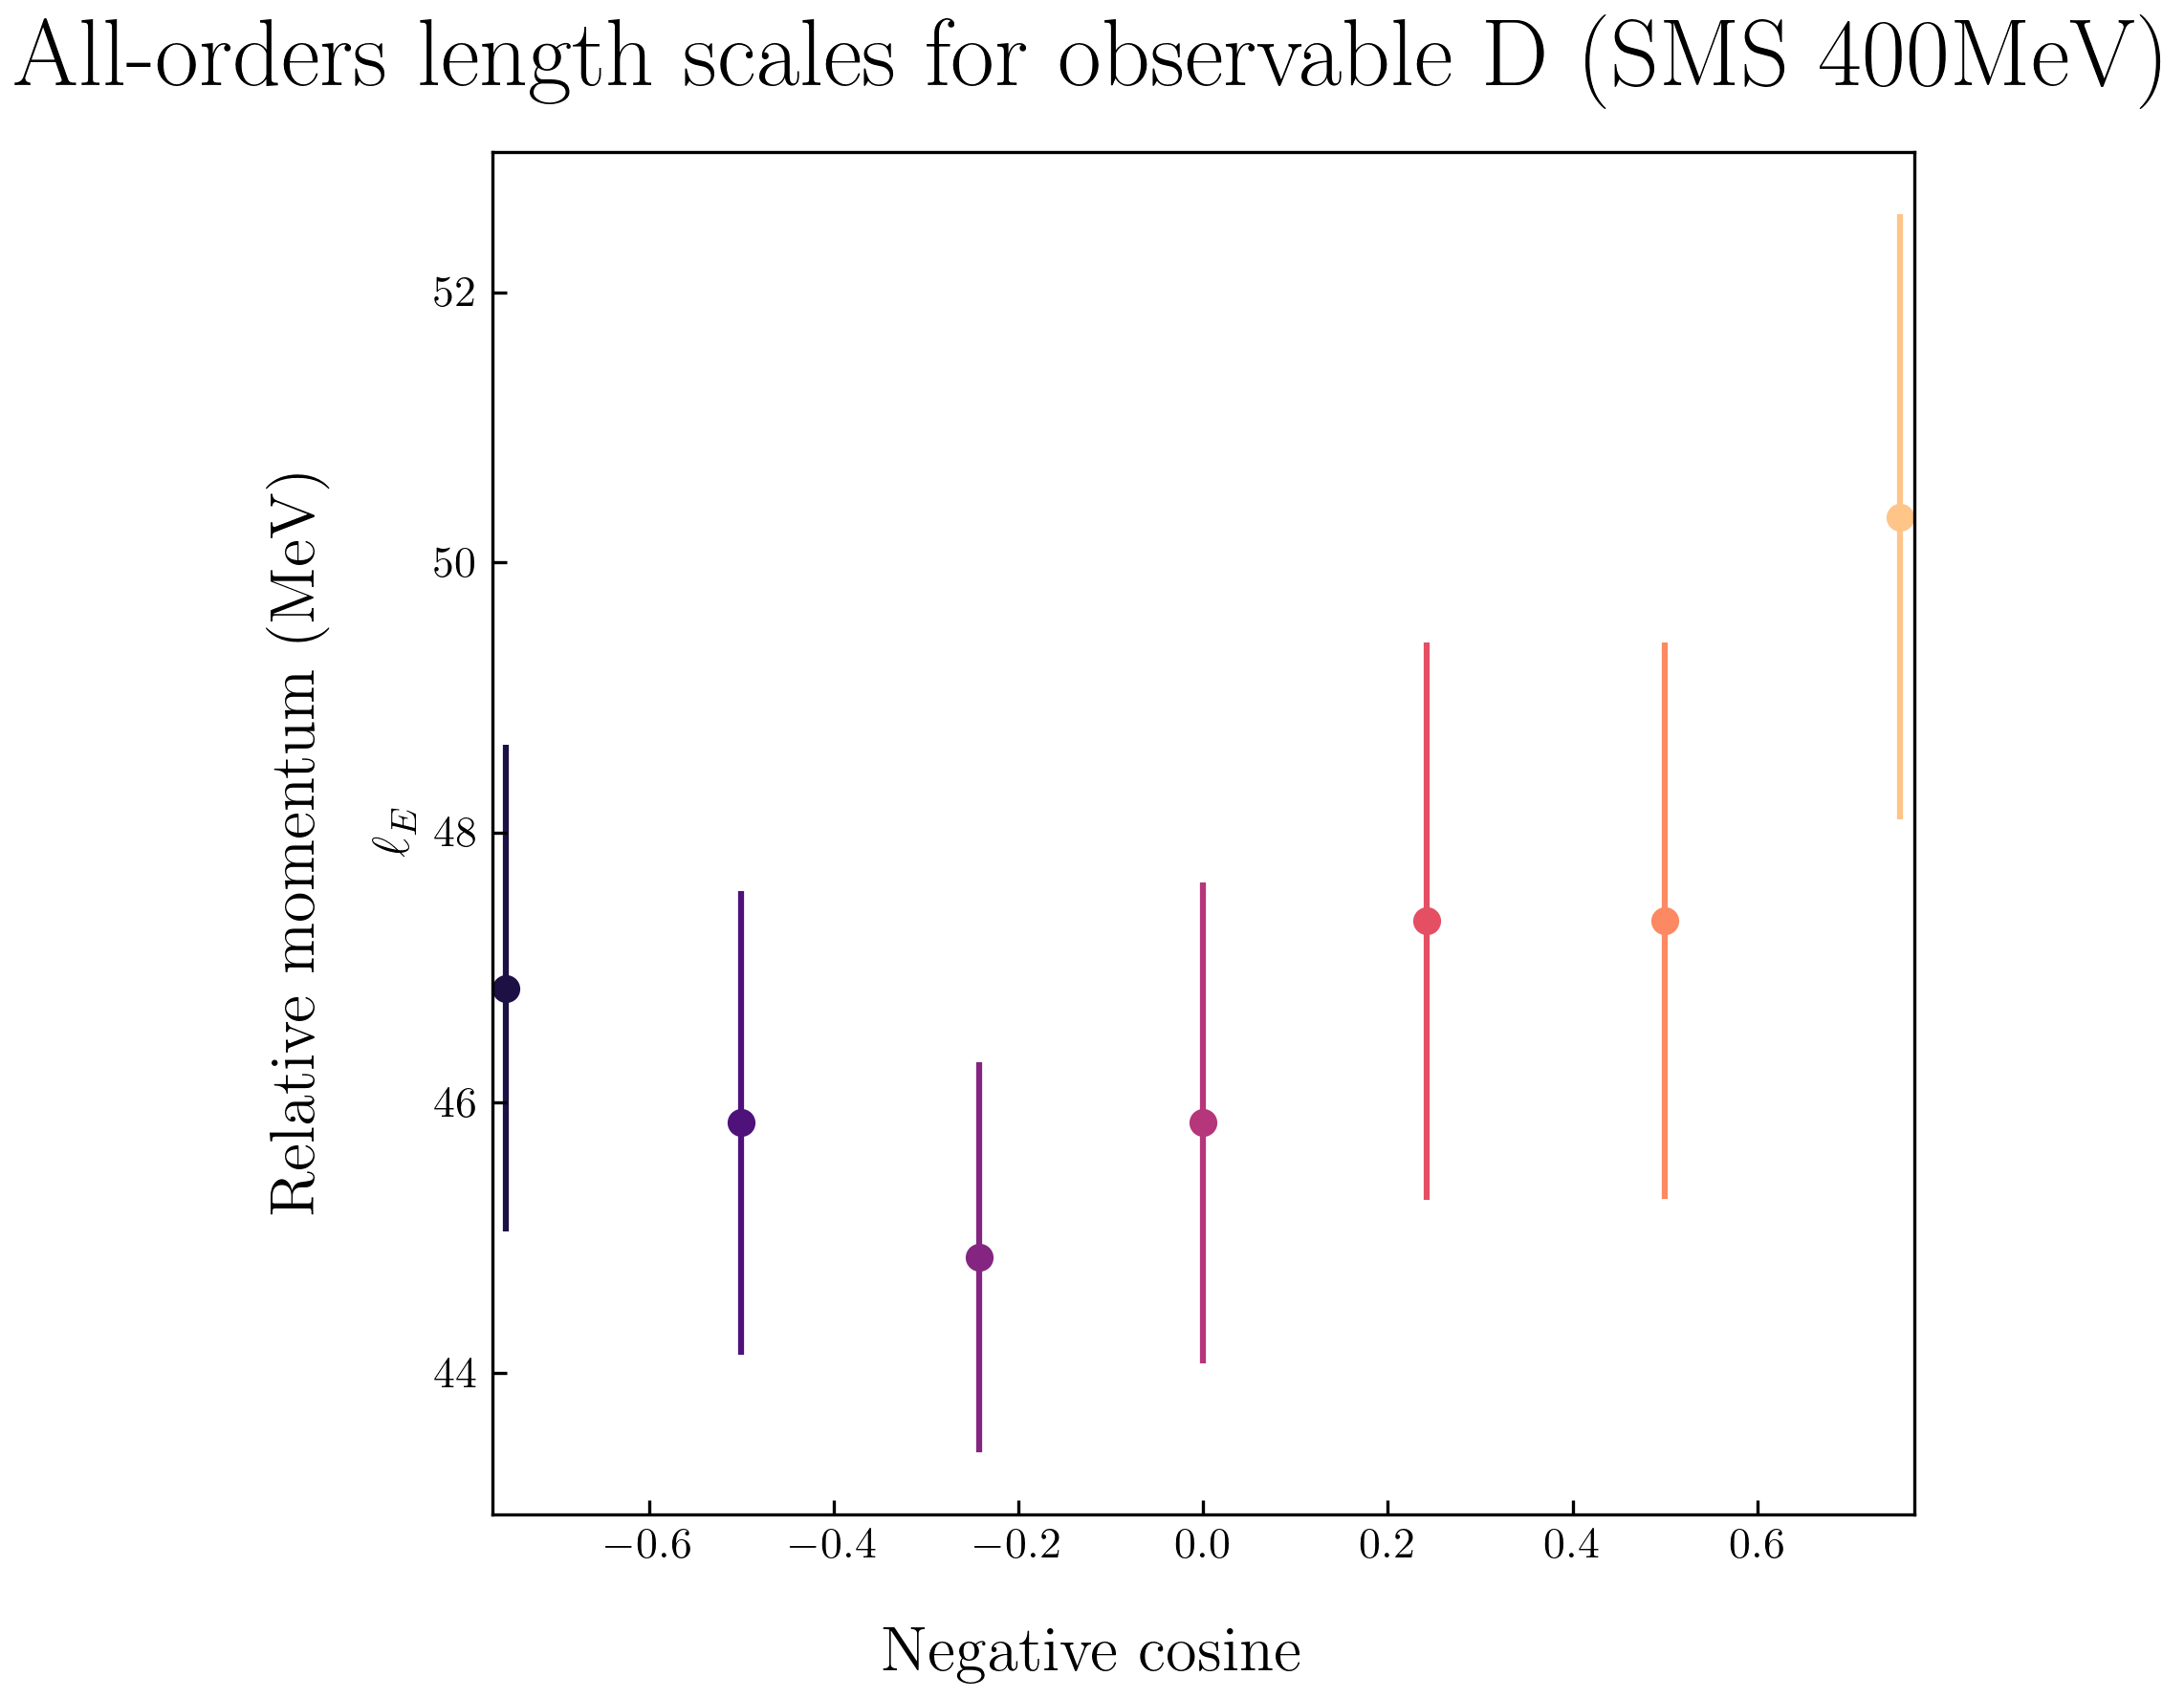 All-orders length scales for observable D (SMS 400MeV)
Relative momentum (MeV)
ℓ_E
52
50
48
46
44
−0.6 −0.4 −0.2 0.0 0.2 0.4 0.6
Negative cosine